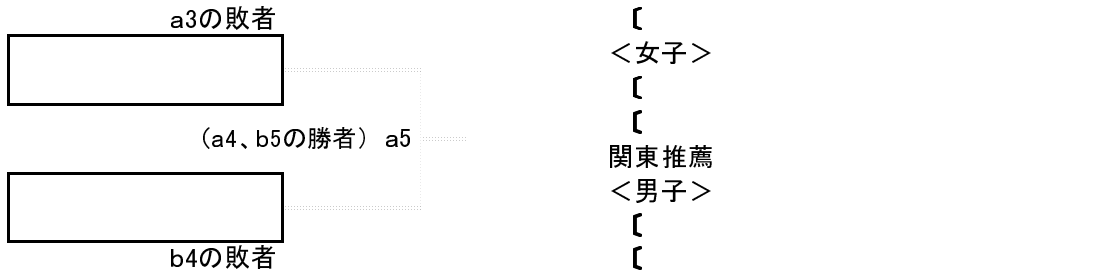 a3の敗者
(a4、b5の勝者) a5
b4の敗者
〔
＜女子＞
〔
〔
関東推薦
＜男子＞
〔
〔